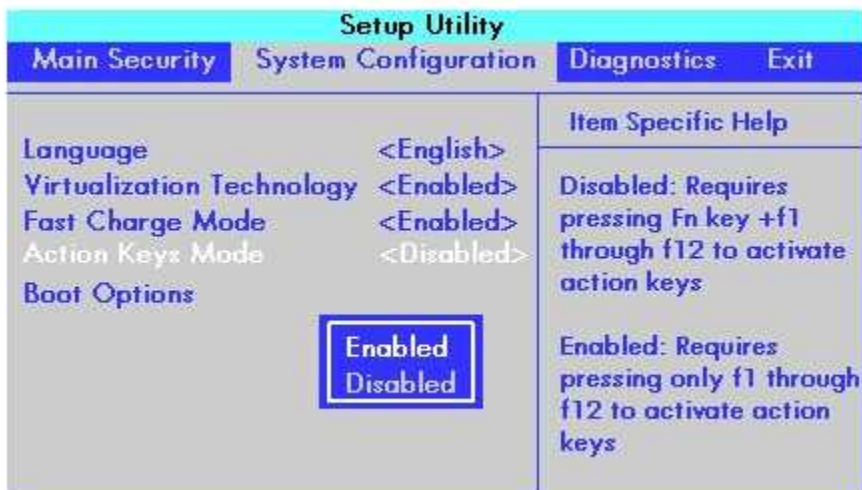 Setup Utility
Main Security System Configuration Diagnostics Exit
Language <English>
Virtualization Technology <Enabled>
Fast Charge Mode <Enabled>
Action Keys Mode <Disabled>
Boot Options
Enabled
Disabled
Item Specific Help
Disabled: Requires
pressing Fn key +f1
through f12 to activate
action keys
Enabled: Requires
pressing only f1 through
f12 to activate action
keys